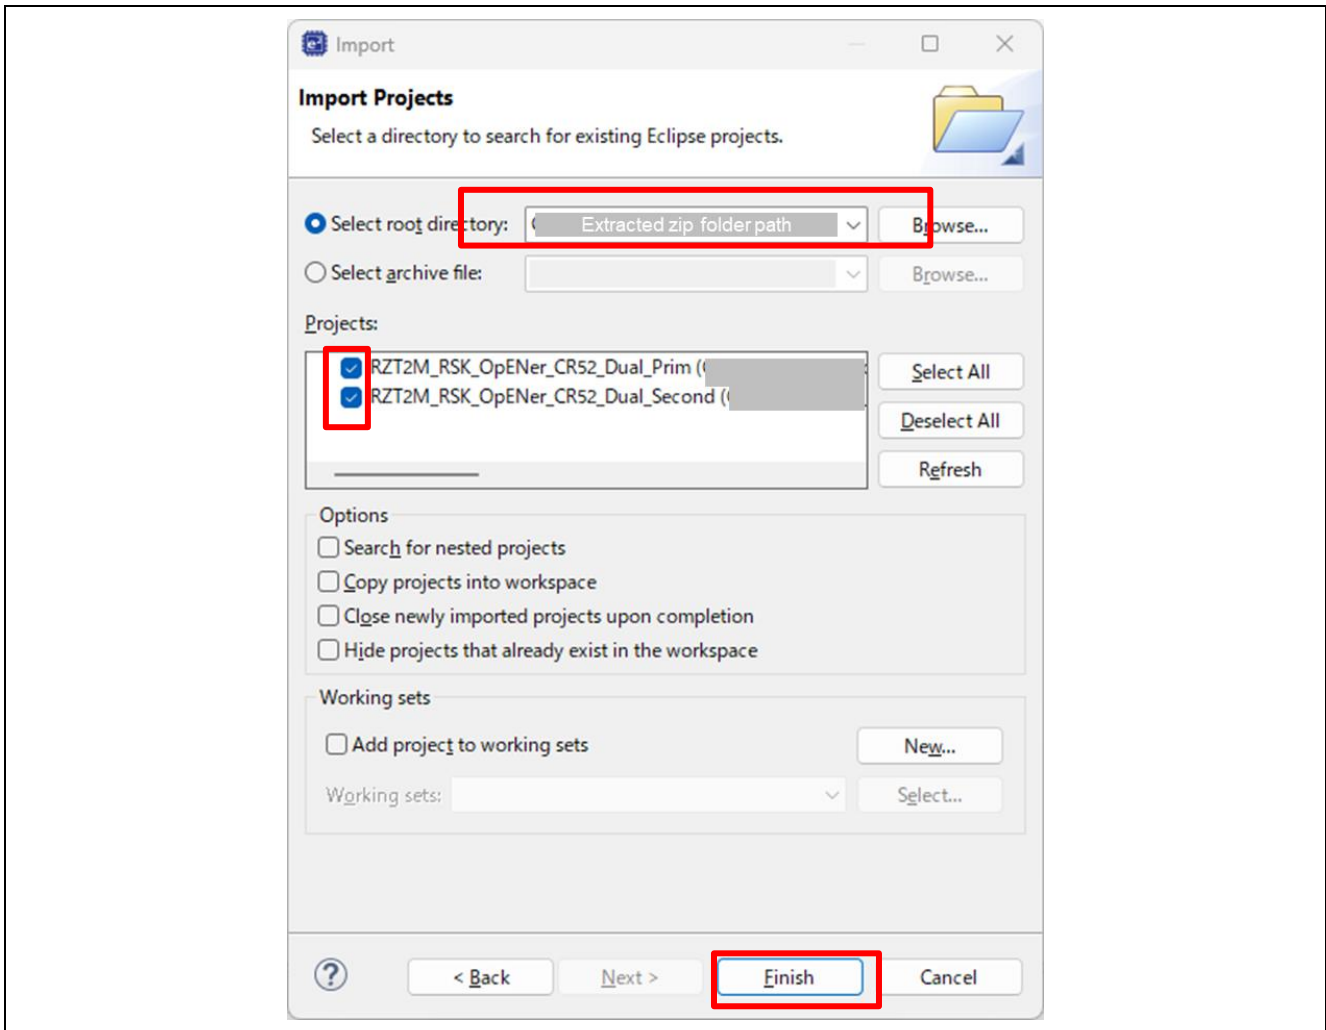 Import
Import Projects
Select a directory to search for existing Eclipse projects.
Select root directory: Extracted zip folder path Browse...
Select archive file: Browse...
Projects:
RZT2M_RSK_OpENer_CR52_Dual_Prim (
Select All
RZT2M_RSK_OpENer_CR52_Dual_Second (
Deselect All
Refresh
Options
Search for nested projects
Copy projects into workspace
Close newly imported projects upon completion
Hide projects that already exist in the workspace
Working sets
Add project to working sets New...
Working sets: Select...
? < Back Next > Finish Cancel